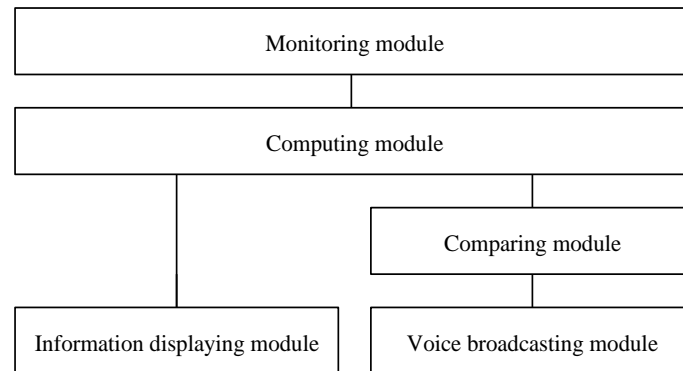 Monitoring module
Computing module
Comparing module
Information displaying module
Voice broadcasting module